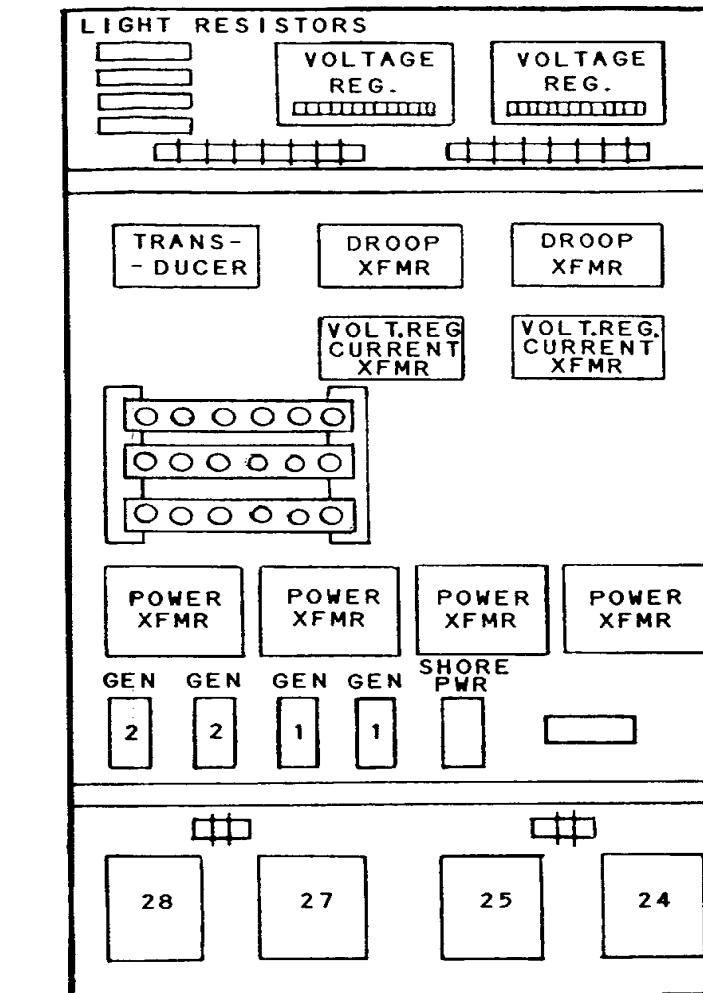 LIGHT RESISTORS
VOLTAGE
REG.
VOLTAGE
REG.
TRANS-
-DUCER
DROOP
XFMR
DROOP
XFMR
VOLT.REG
CURRENT
XFMR
VOLT.REG.
CURRENT
XFMR
POWER
XFMR
POWER
XFMR
POWER
XFMR
POWER
XFMR
GEN
2
GEN
2
GEN
1
GEN
1
SHORE
PWR
28
27
25
24